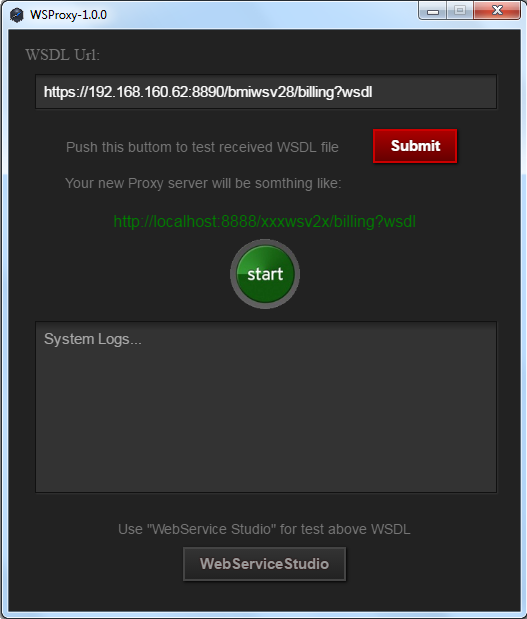 WSProxy-1.0.0
WSDL Url:
https://192.168.160.62:8890/bmiwsv28/billing?wsdl
Push this buttom to test received WSDL file
Submit
Your new Proxy server will be somthing like:
http://localhost:8888/xxxwsv2x/billing?wsdl
start
System Logs...
Use "WebService Studio" for test above WSDL
WebServiceStudio